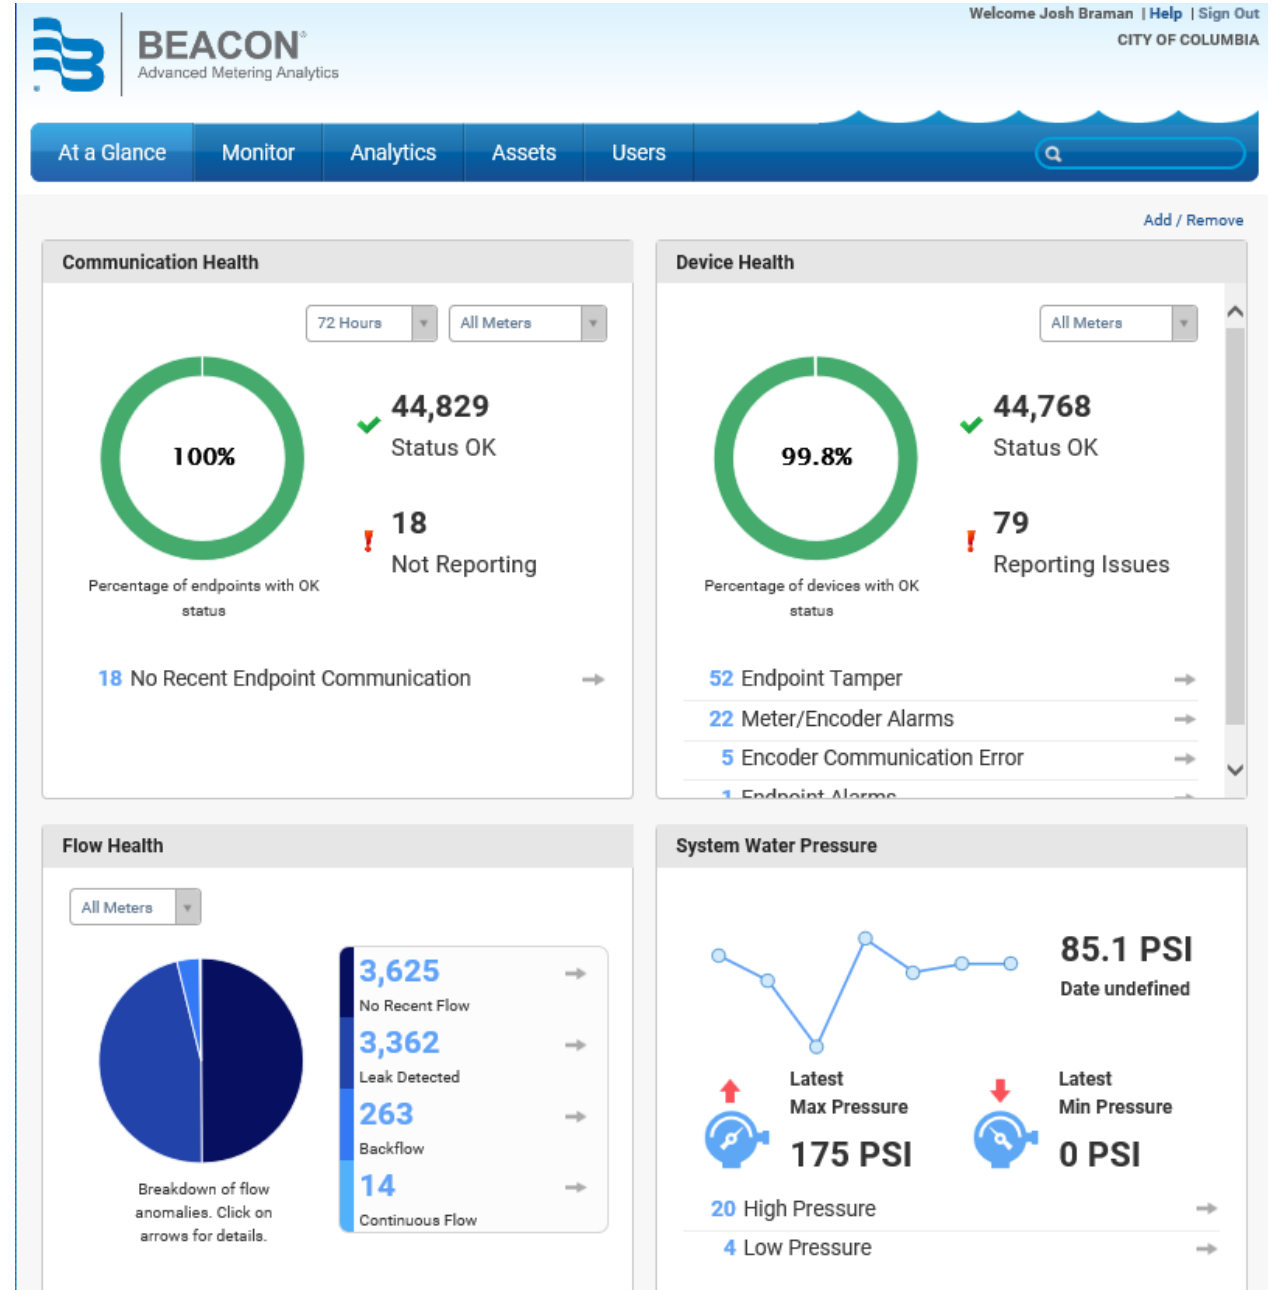 Welcome Josh Braman | Help | Sign Out
CITY OF COLUMBIA
BEACON®
Advanced Metering Analytics
At a Glance Monitor Analytics Assets Users
Add / Remove
Communication Health
72 Hours All Meters
100%
44,829
Status OK
18
Not Reporting
Percentage of endpoints with OK
status
18 No Recent Endpoint Communication
Device Health
All Meters
99.8%
44,768
Status OK
79
Reporting Issues
Percentage of devices with OK
status
52 Endpoint Tamper
22 Meter/Encoder Alarms
5 Encoder Communication Error
1 Endpoint Alarms
Flow Health
All Meters
3,625
No Recent Flow
3,362
Leak Detected
263
Backflow
14
Continuous Flow
Breakdown of flow
anomalies. Click on
arrows for details.
System Water Pressure
85.1 PSI
Date undefined
Latest
Max Pressure
175 PSI
Latest
Min Pressure
0 PSI
20 High Pressure
4 Low Pressure